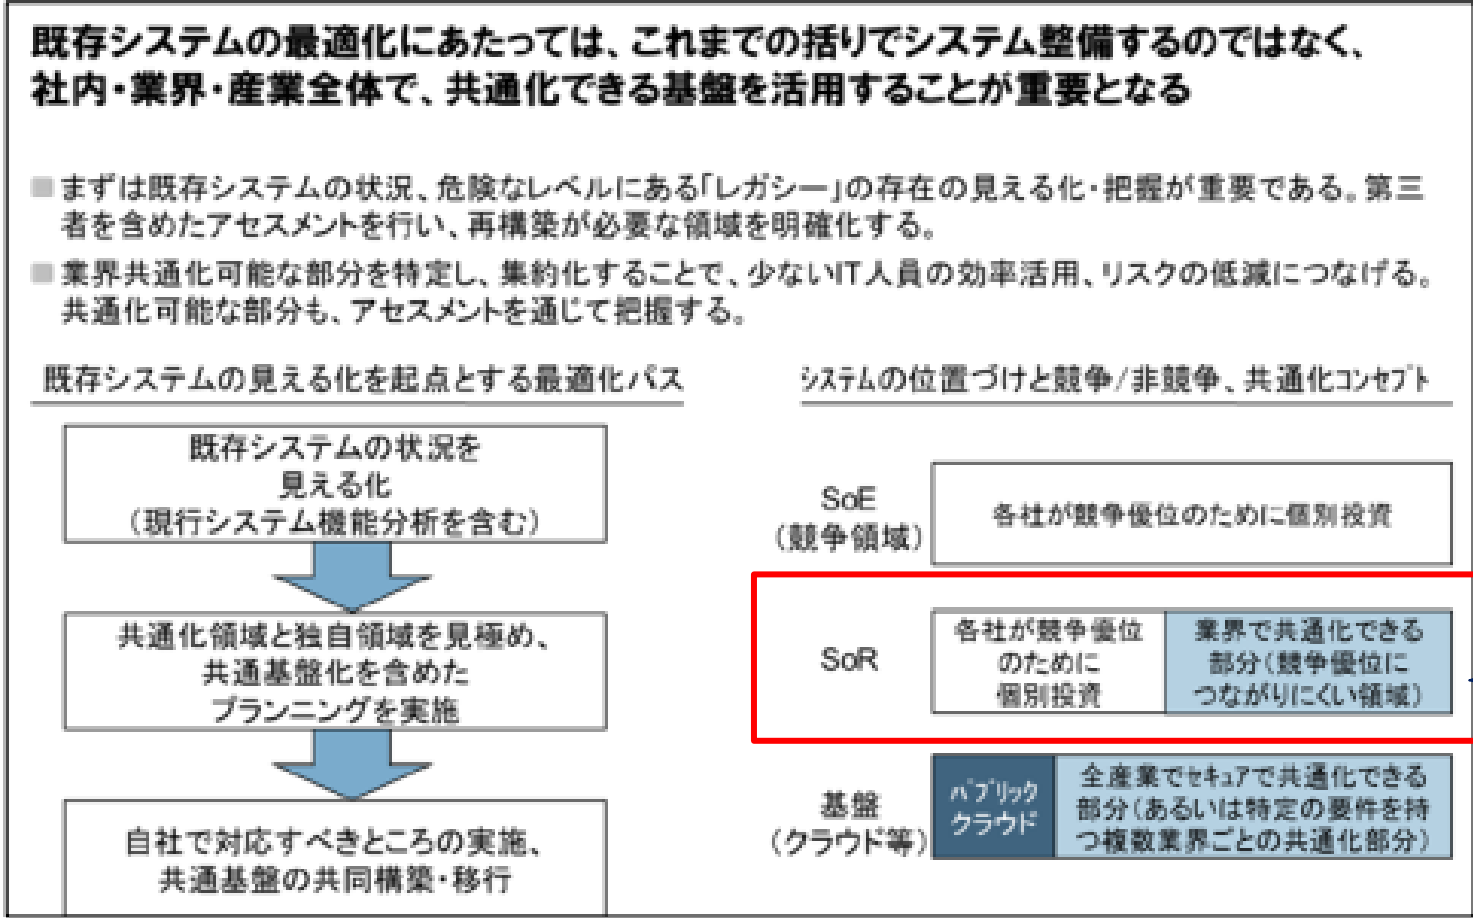 既存システムの最適化にあたっては、これまでの括りでシステム整備するのではなく、
社内・業界・産業全体で、共通化できる基盤を活用することが重要となる
まずは既存システムの状況、危険なレベルにある「レガシー」の存在の見える化・把握が重要である。第三
者を含めたアセスメントを行い、再構築が必要な領域を明確化する。
業界共通化可能な部分を特定し、集約化することで、少ないIT人員の効率活用、リスクの低減につなげる。
共通化可能な部分も、アセスメントを通じて把握する。
既存システムの見える化を起点とする最適化パス
既存システムの状況を
見える化
（現行システム機能分析を含む）
共通化領域と独自領域を見極め、
共通基盤化を含めた
プランニングを実施
自社で対応すべきところの実施、
共通基盤の共同構築・移行
ｼｽﾃﾑの位置づけと競争/非競争、共通化ｺﾝｾﾌﾟﾄ
SoE
（競争領域）
各社が競争優位のために個別投資
SoR
各社が競争優位
のために
個別投資
業界で共通化できる
部分（競争優位に
つながりにくい領域）
基盤
（クラウド等）
ﾊﾟﾌﾞﾘｯｸ
クラウド
全産業でｾｷｭｱで共通化できる
部分（あるいは特定の要件を持
つ複数業界ごとの共通化部分）